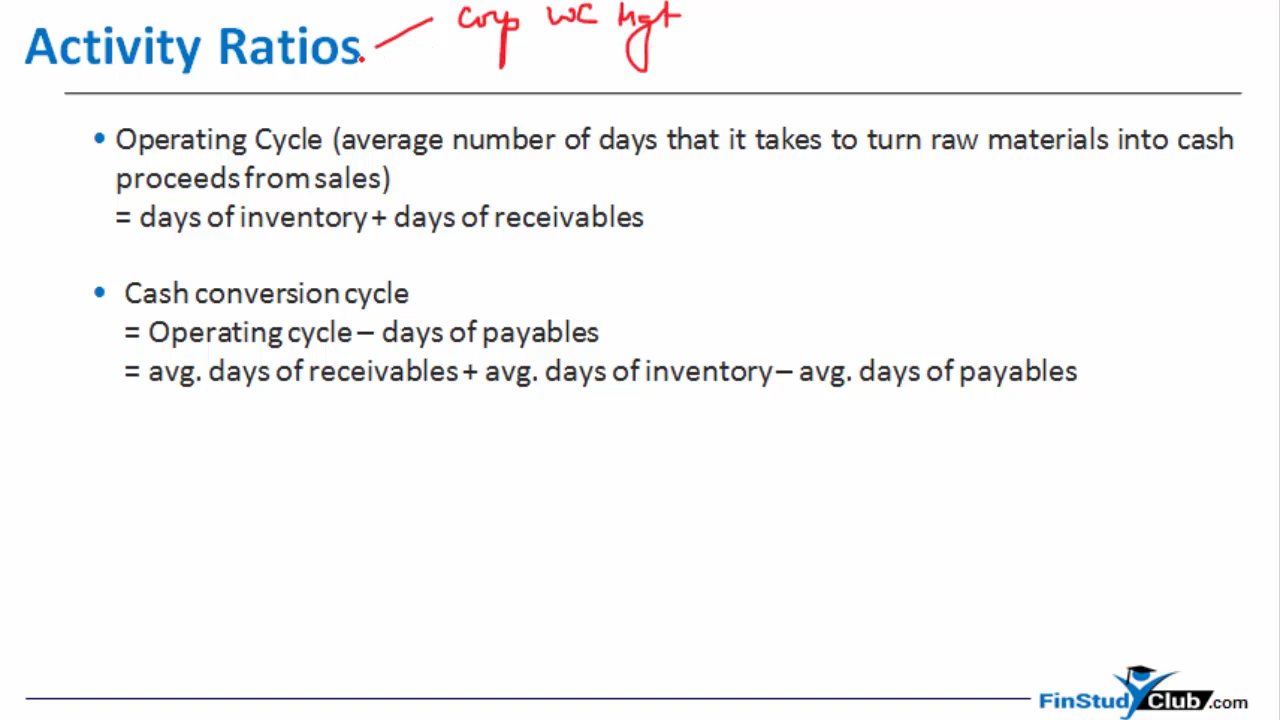 Activity Ratios
corp WC mgt
• Operating Cycle (average number of days that it takes to turn raw materials into cash
proceeds from sales)
= days of inventory + days of receivables
• Cash conversion cycle
= Operating cycle – days of payables
= avg. days of receivables + avg. days of inventory – avg. days of payables
FinStudyClub.com